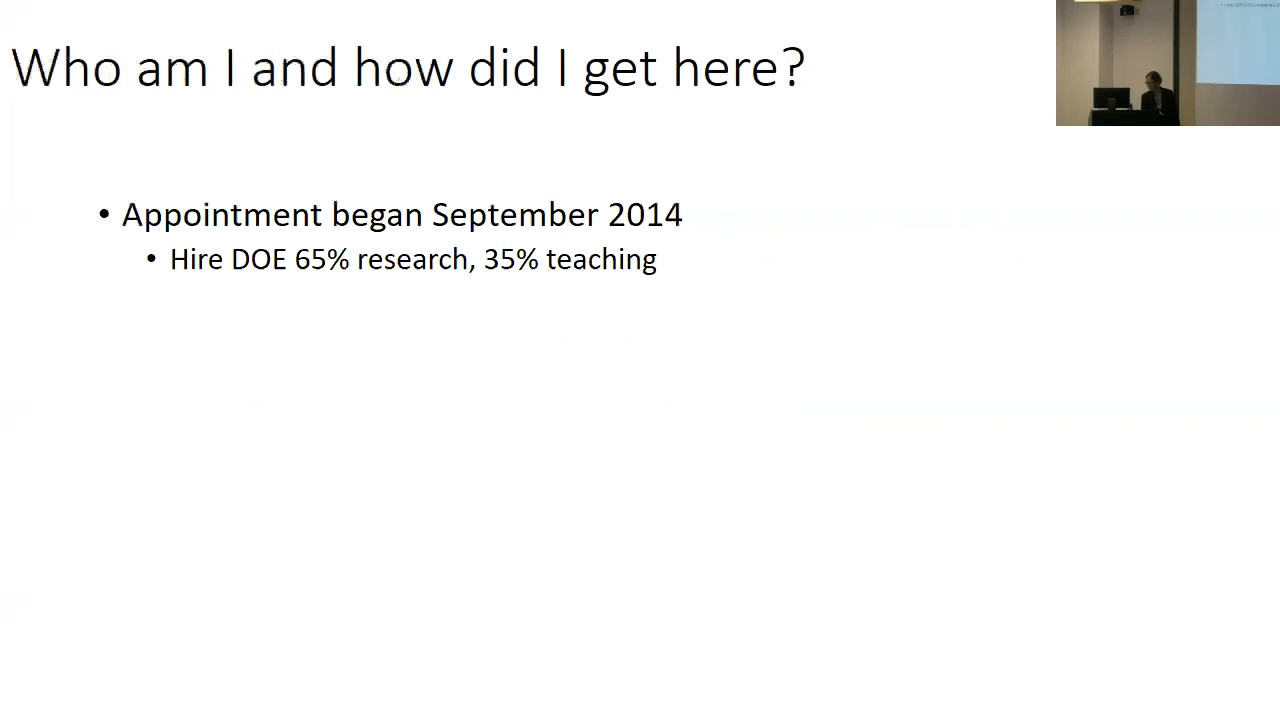 Who am I and how did I get here?
• Appointment began September 2014
• Hire DOE 65% research, 35% teaching